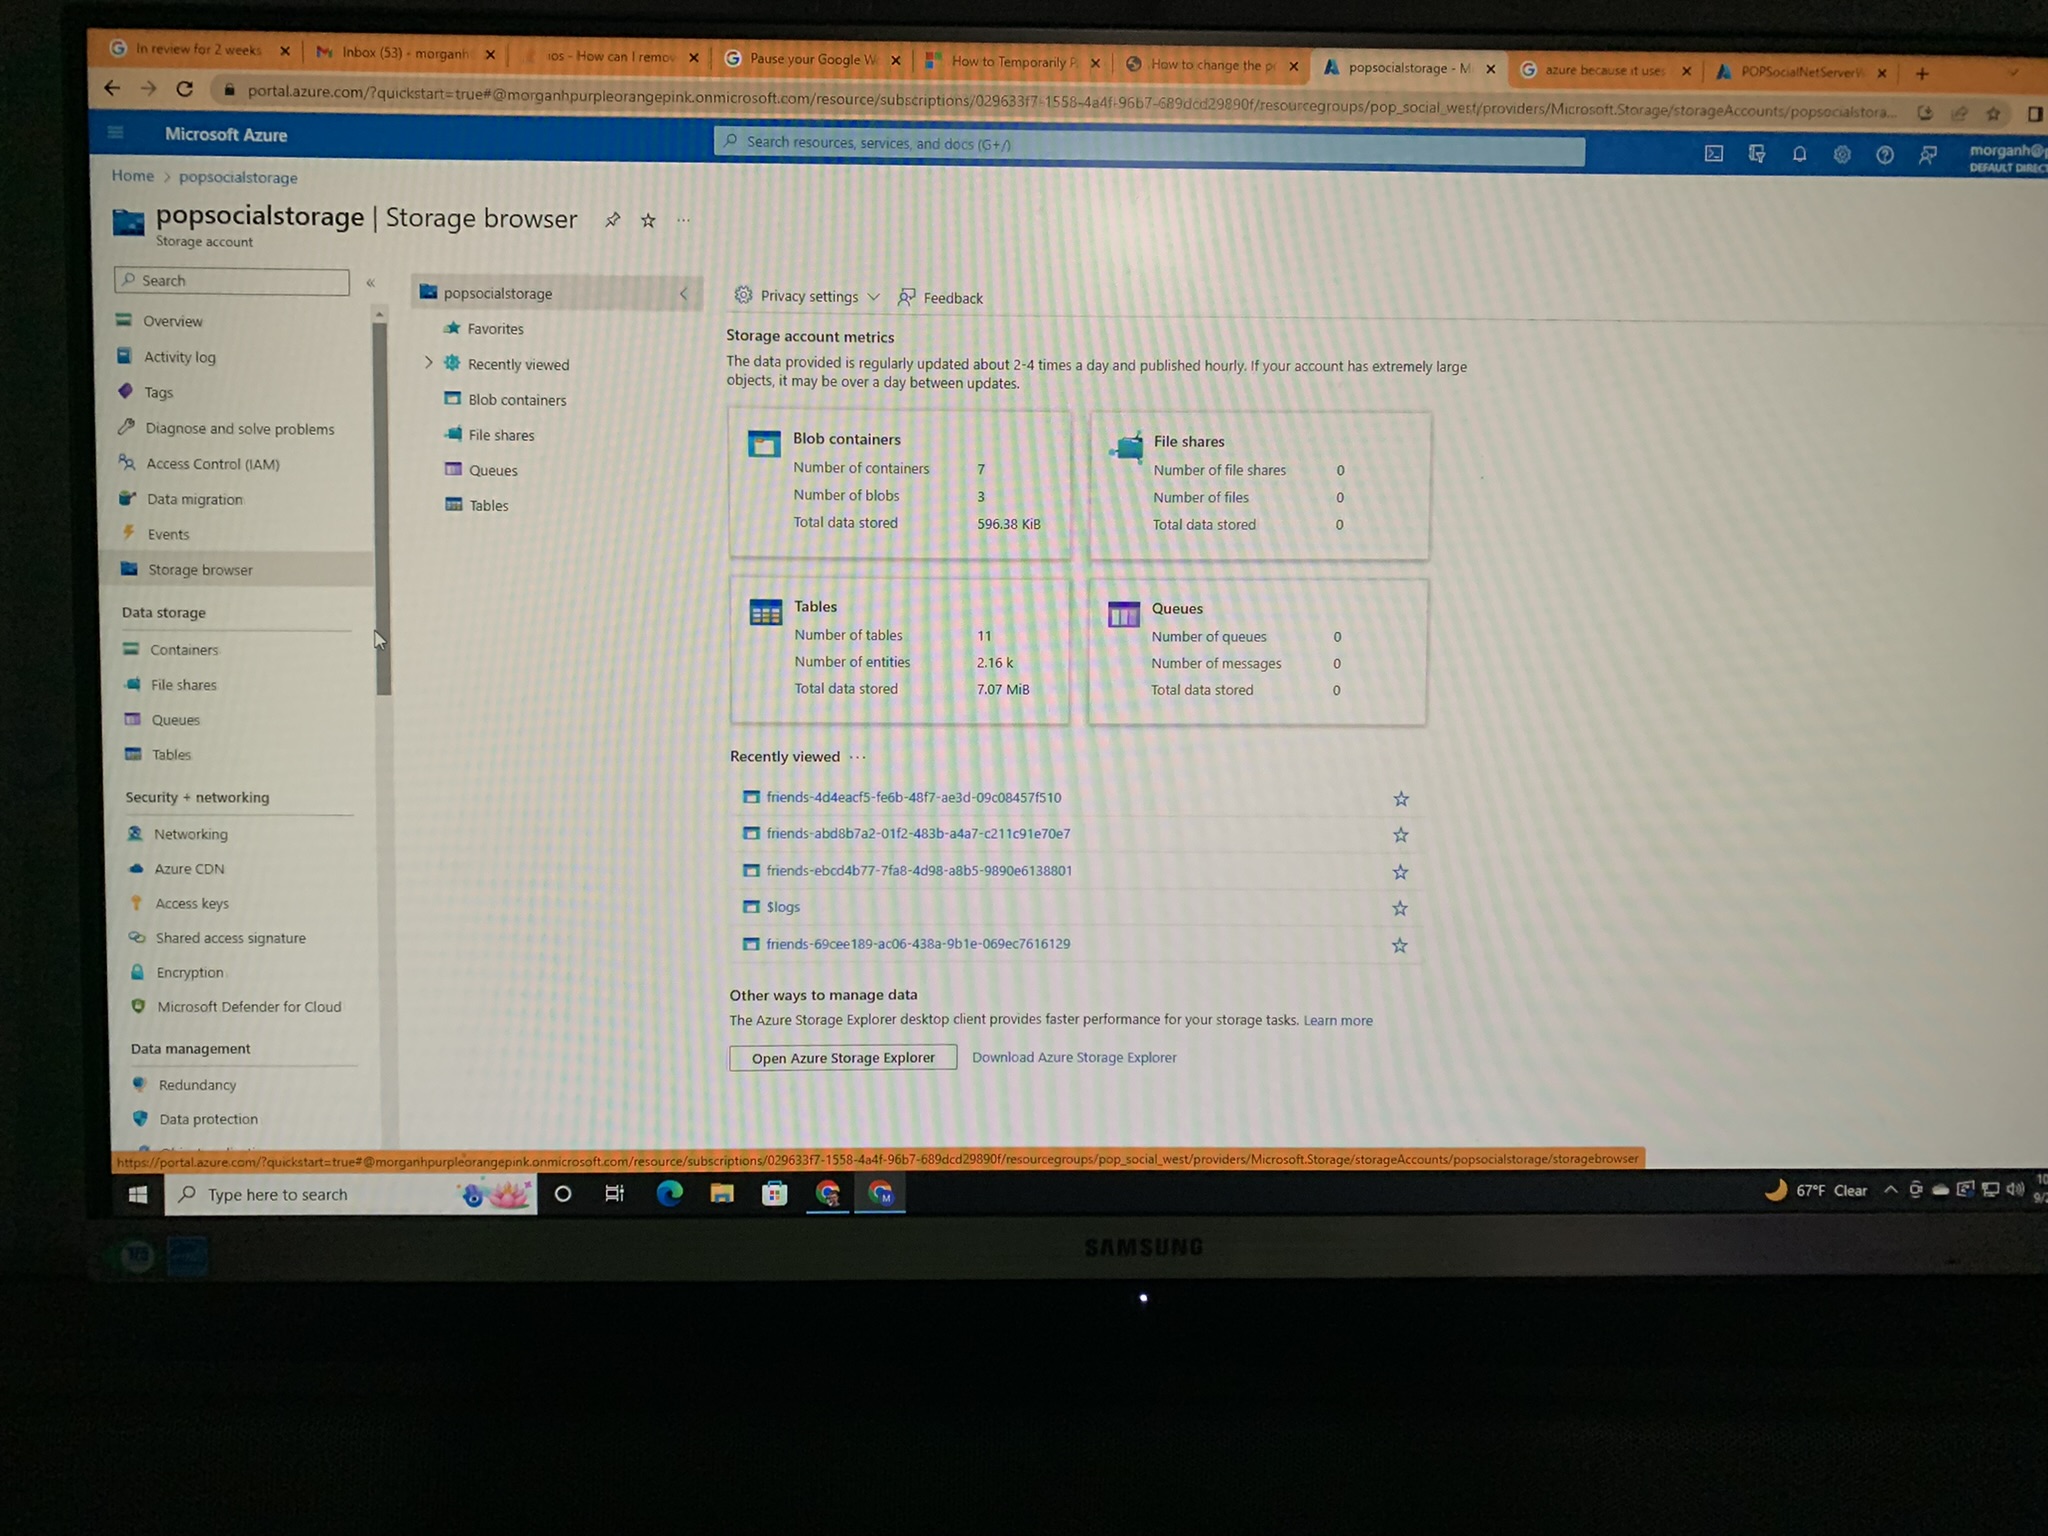 In review for 2 weeks
Inbox (53) - morganh
ios - How can I remov
Pause your Google W
How to Temporarily P
How to change the p
popsocialstorage - M
azure because it uses
POPSocialNetServer
portal.azure.com/?quickstart=true#@morganhpurpleorangepink.onmicrosoft.com/resource/subscriptions/029633f7-1558-4a4f-96b7-689dcd29890f/resourcegroups/pop_social_west/providers/Microsoft.Storage/storageAccounts/popsocialstora...
Microsoft Azure
Search resources, services, and docs (G+/)
morganh@
DEFAULT DIREC
Home > popsocialstorage
popsocialstorage | Storage browser
Storage account
Search
Overview
Activity log
Tags
Diagnose and solve problems
Access Control (IAM)
Data migration
Events
Storage browser
Data storage
Containers
File shares
Queues
Tables
Security + networking
Networking
Azure CDN
Access keys
Shared access signature
Encryption
Microsoft Defender for Cloud
Data management
Redundancy
Data protection
popsocialstorage
Favorites
Recently viewed
Blob containers
File shares
Queues
Tables
Privacy settings
Feedback
Storage account metrics
The data provided is regularly updated about 2-4 times a day and published hourly. If your account has extremely large
objects, it may be over a day between updates.
Blob containers
Number of containers 7
Number of blobs 3
Total data stored 596.38 KiB
File shares
Number of file shares 0
Number of files 0
Total data stored 0
Tables
Number of tables 11
Number of entities 2.16 k
Total data stored 7.07 MiB
Queues
Number of queues 0
Number of messages 0
Total data stored 0
Recently viewed ...
friends-4d4eacf5-fe6b-48f7-ae3d-09c08457f510
friends-abd8b7a2-01f2-483b-a4a7-c211c91e70e7
friends-ebcd4b77-7fa8-4d98-a8b5-9890e6138801
$logs
friends-69cee189-ac06-438a-9b1e-069ec7616129
Other ways to manage data
The Azure Storage Explorer desktop client provides faster performance for your storage tasks. Learn more
Open Azure Storage Explorer
Download Azure Storage Explorer
https://portal.azure.com/?quickstart=true#@morganhpurpleorangepink.onmicrosoft.com/resource/subscriptions/029633f7-1558-4a4f-96b7-689dcd29890f/resourcegroups/pop_social_west/providers/Microsoft.Storage/storageAccounts/popsocialstorage/storagebrowser
Type here to search
67°F Clear
10
9/
SAMSUNG